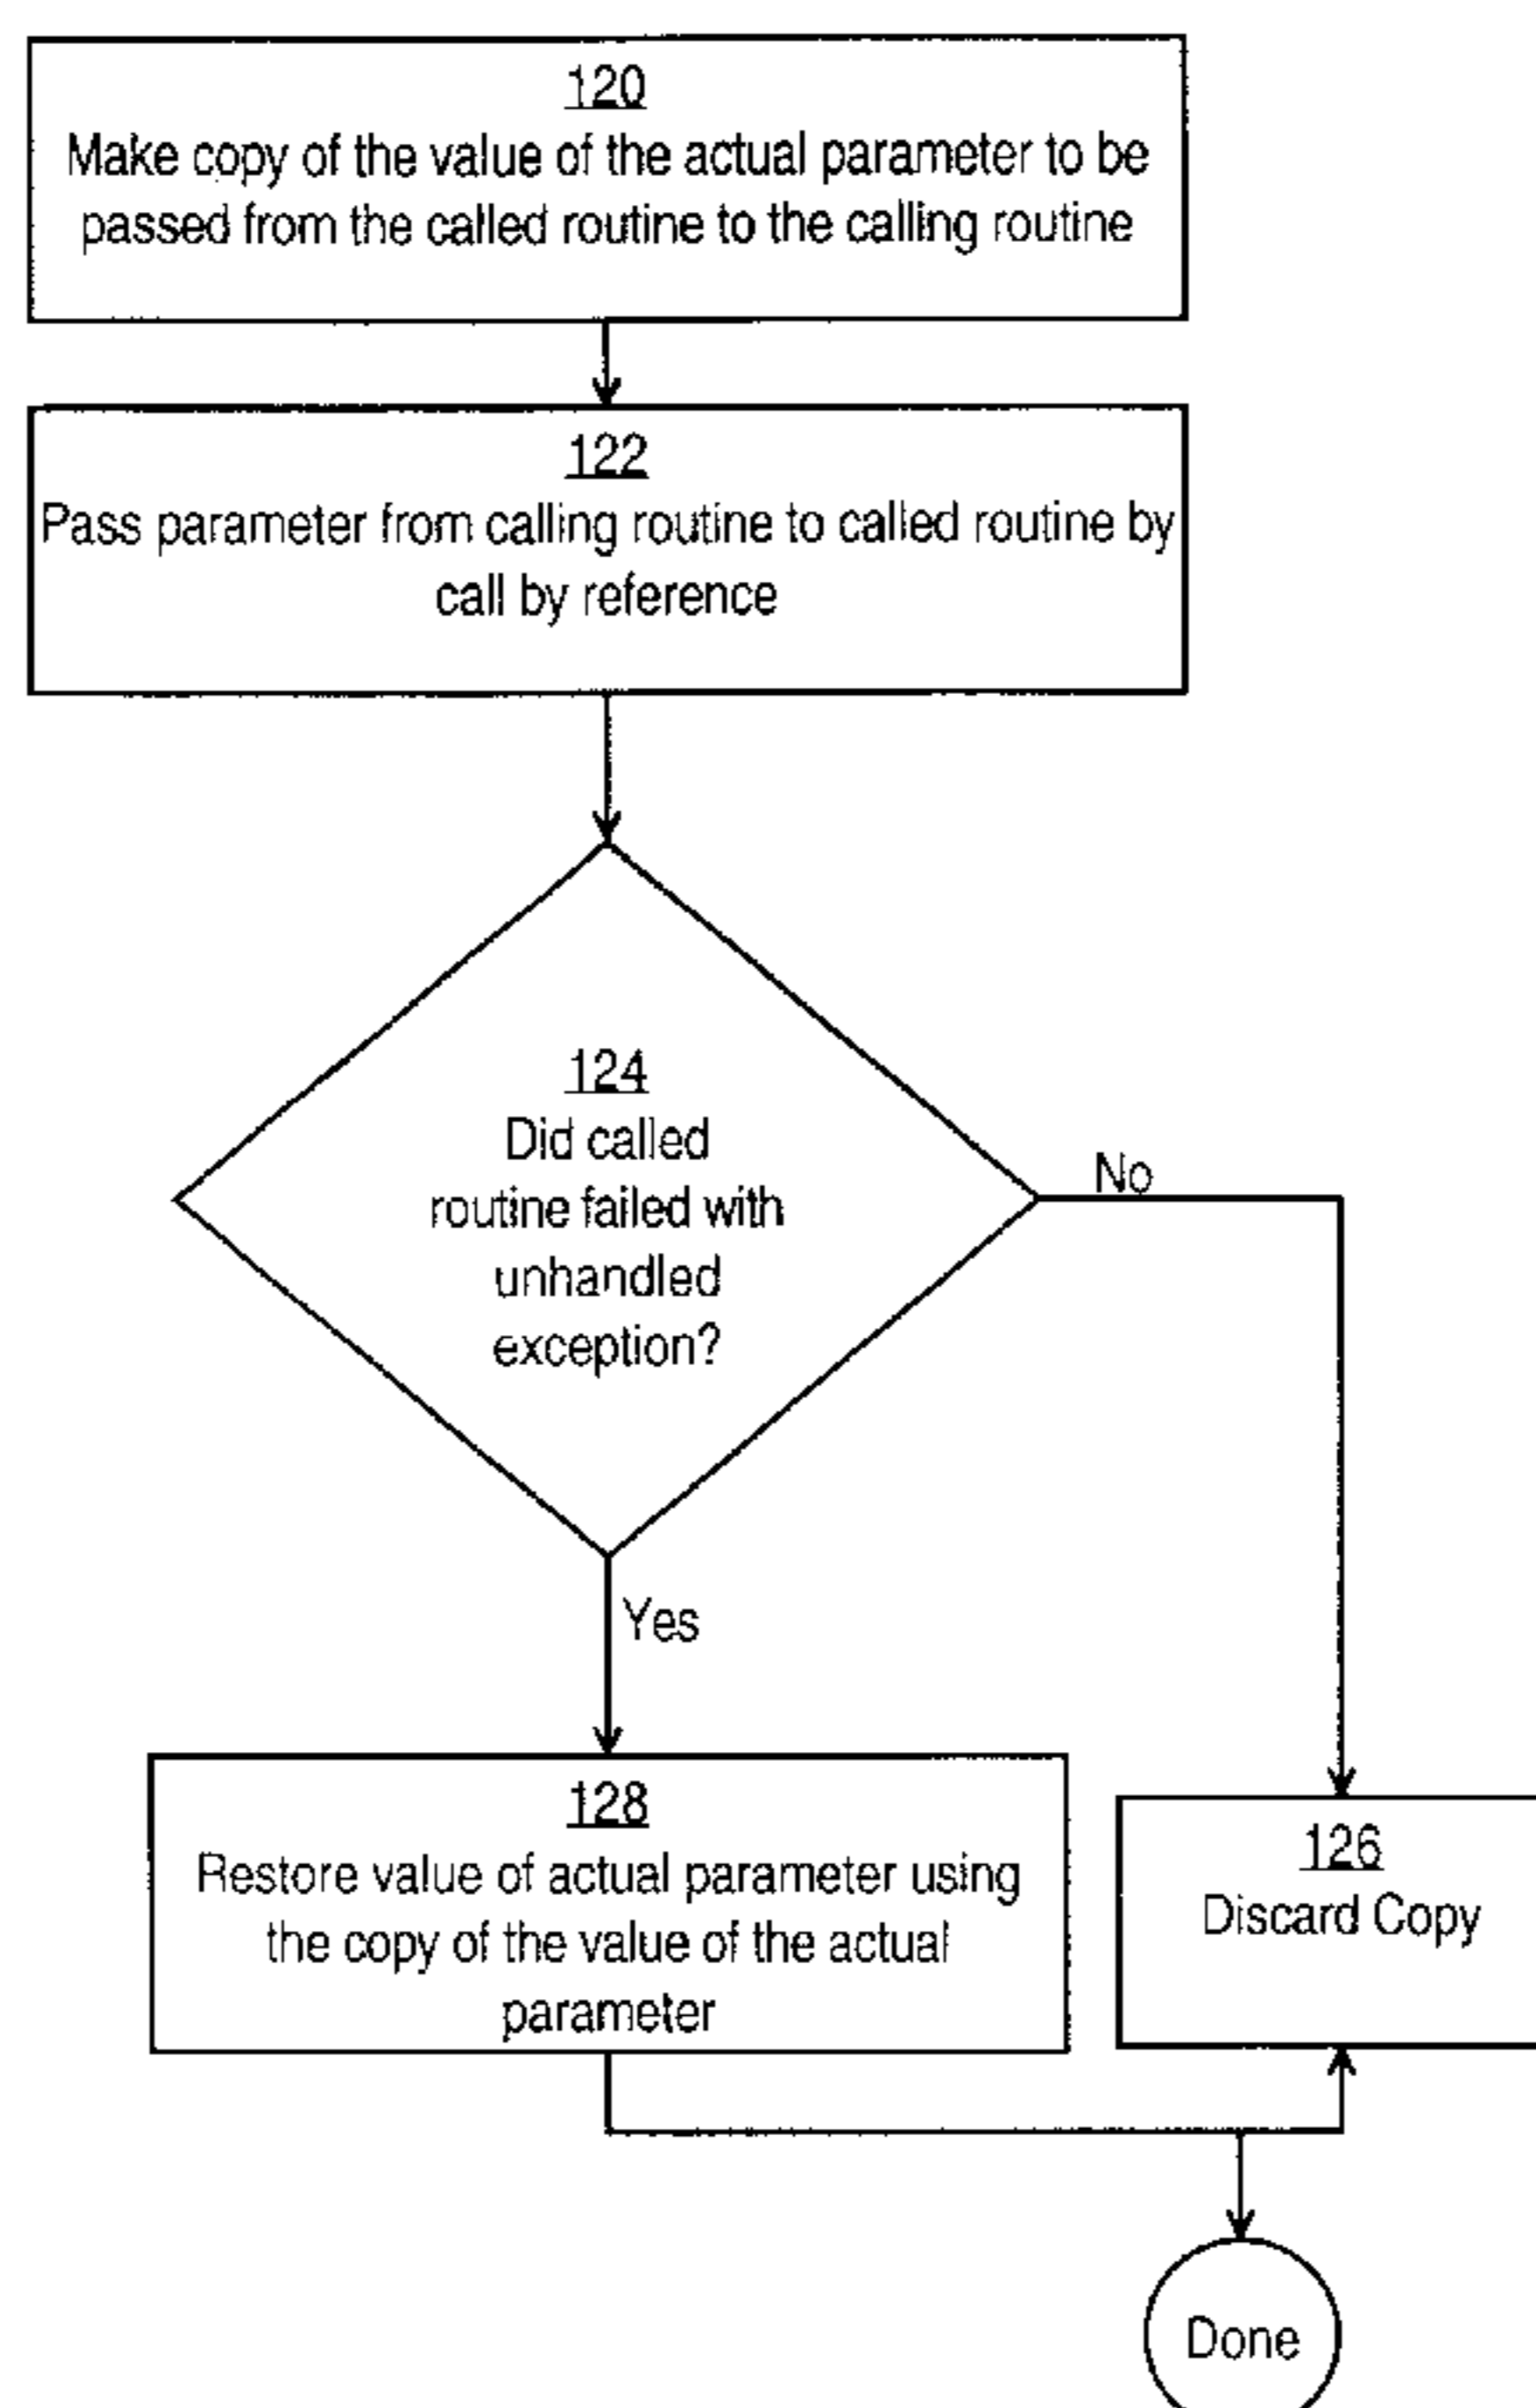 120
Make copy of the value of the actual parameter to be
passed from the called routine to the calling routine
122
Pass parameter from calling routine to called routine by
call by reference
124
Did called
routine failed with
unhandled
exception?
No
Yes
128
Restore value of actual parameter using
the copy of the value of the actual
parameter
126
Discard Copy
Done